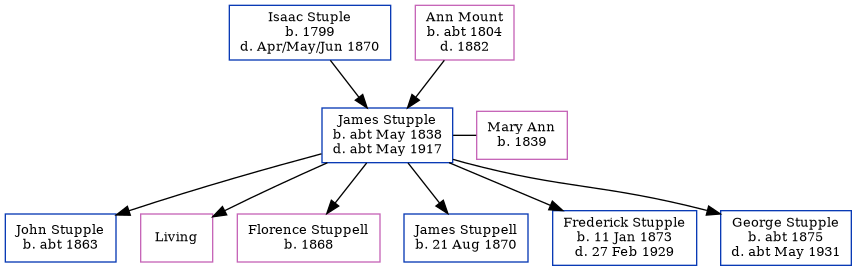 Isaac Stuple
b. 1799
d. Apr/May/Jun 1870
Ann Mount
b. abt 1804
d. 1882
James Stupple
b. abt May 1838
d. abt May 1917
Mary Ann
b. 1839
John Stupple
b. abt 1863
Living
Florence Stuppell
b. 1868
James Stuppell
b. 21 Aug 1870
Frederick Stupple
b. 11 Jan 1873
d. 27 Feb 1929
George Stupple
b. abt 1875
d. abt May 1931